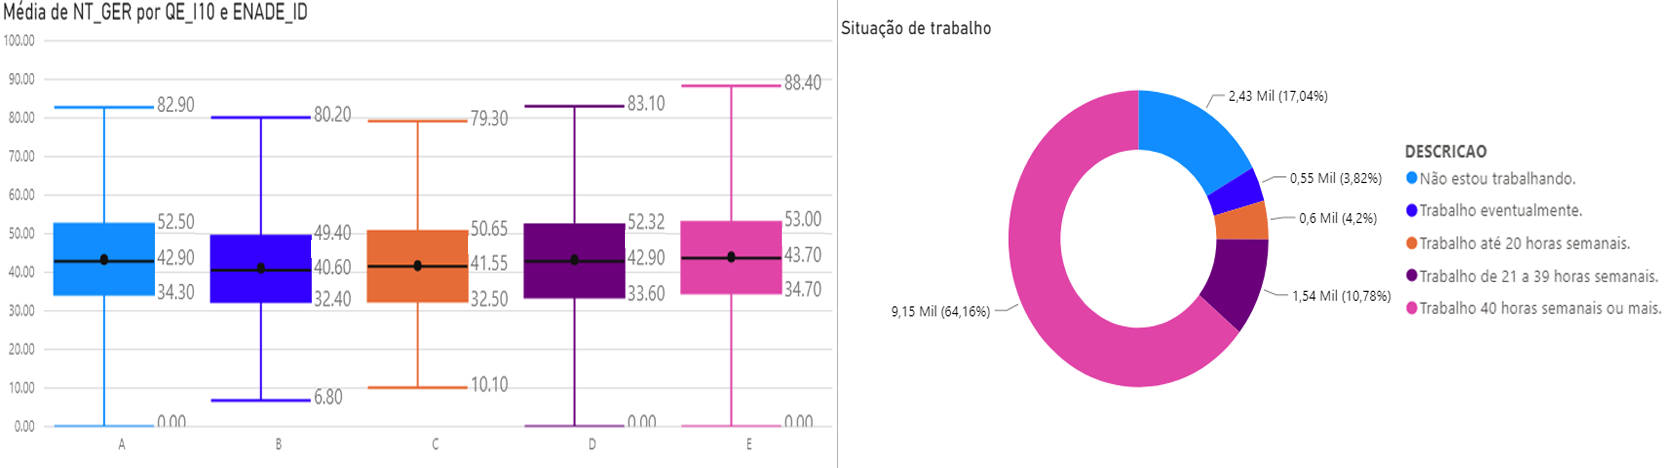 Média de NT_GER por QE_I10 e ENADE_ID
100.00
90.00
80.00
70.00
60.00
50.00
40.00
30.00
20.00
10.00
0.00
82.90
52.50
42.90
34.30
0.00
80.20
49.40
40.60
32.40
6.80
79.30
50.65
41.55
32.50
10.10
83.10
52.32
42.90
33.60
0.00
88.40
53.00
43.70
34.70
0.00
A B C D E
Situação de trabalho
2,43 Mil (17,04%)
0,55 Mil (3,82%)
0,6 Mil (4,2%)
1,54 Mil (10,78%)
9,15 Mil (64,16%)
DESCRICAO
Não estou trabalhando.
Trabalho eventualmente.
Trabalho até 20 horas semanais.
Trabalho de 21 a 39 horas semanais.
Trabalho 40 horas semanais ou mais.